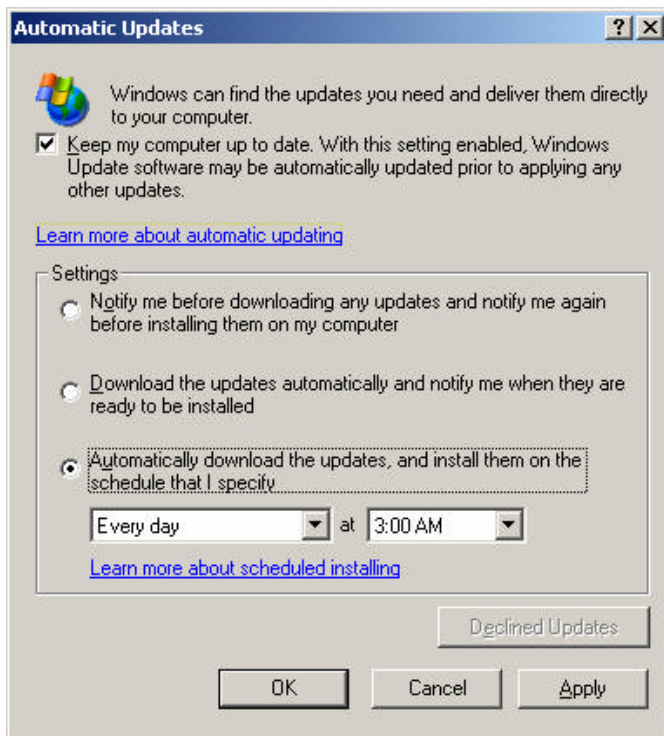 Automatic Updates
Windows can find the updates you need and deliver them directly
to your computer.
Keep my computer up to date. With this setting enabled, Windows
Update software may be automatically updated prior to applying any
other updates.
Learn more about automatic updating
Settings
Notify me before downloading any updates and notify me again
before installing them on my computer
Download the updates automatically and notify me when they are
ready to be installed
Automatically download the updates, and install them on the
schedule that I specify
Every day at 3:00 AM
Learn more about scheduled installing
Declined Updates
OK Cancel Apply